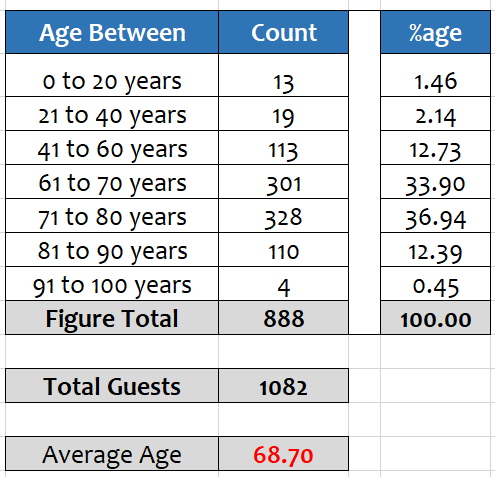 Age Between Count %age
0 to 20 years 13 1.46
21 to 40 years 19 2.14
41 to 60 years 113 12.73
61 to 70 years 301 33.90
71 to 80 years 328 36.94
81 to 90 years 110 12.39
91 to 100 years 4 0.45
Figure Total 888 100.00
Total Guests 1082
Average Age 68.70